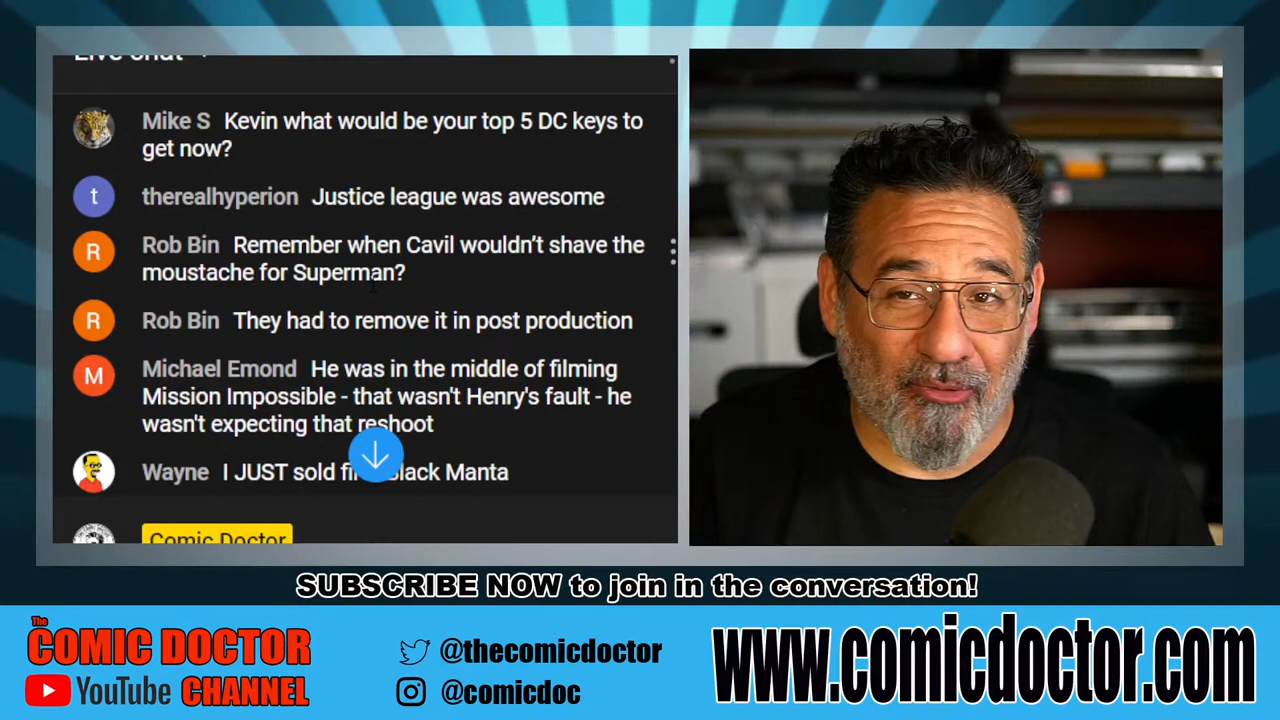 Live chat
Mike S Kevin what would be your top 5 DC keys to
get now?
t
therealhyperion Justice league was awesome
R
Rob Bin Remember when Cavil wouldn't shave the
moustache for Superman?
R
Rob Bin They had to remove it in post production
M
Michael Emond He was in the middle of filming
Mission Impossible - that wasn't Henry's fault - he
wasn't expecting that reshoot
Wayne I JUST sold Black Manta
Comic Doctor
SUBSCRIBE NOW to join in the conversation!
The
COMIC DOCTOR
YouTube CHANNEL
@thecomicdoctor
@comicdoc
www.comicdoctor.com